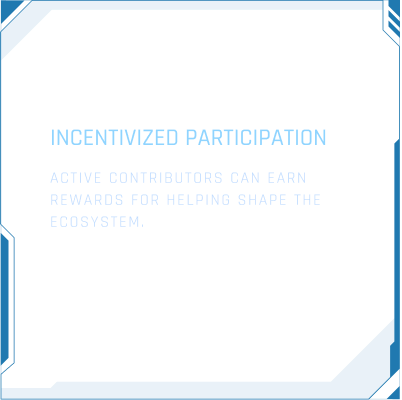 INCENTIVIZED PARTICIPATION
ACTIVE CONTRIBUTORS CAN EARN
REWARDS FOR HELPING SHAPE THE
ECOSYSTEM.